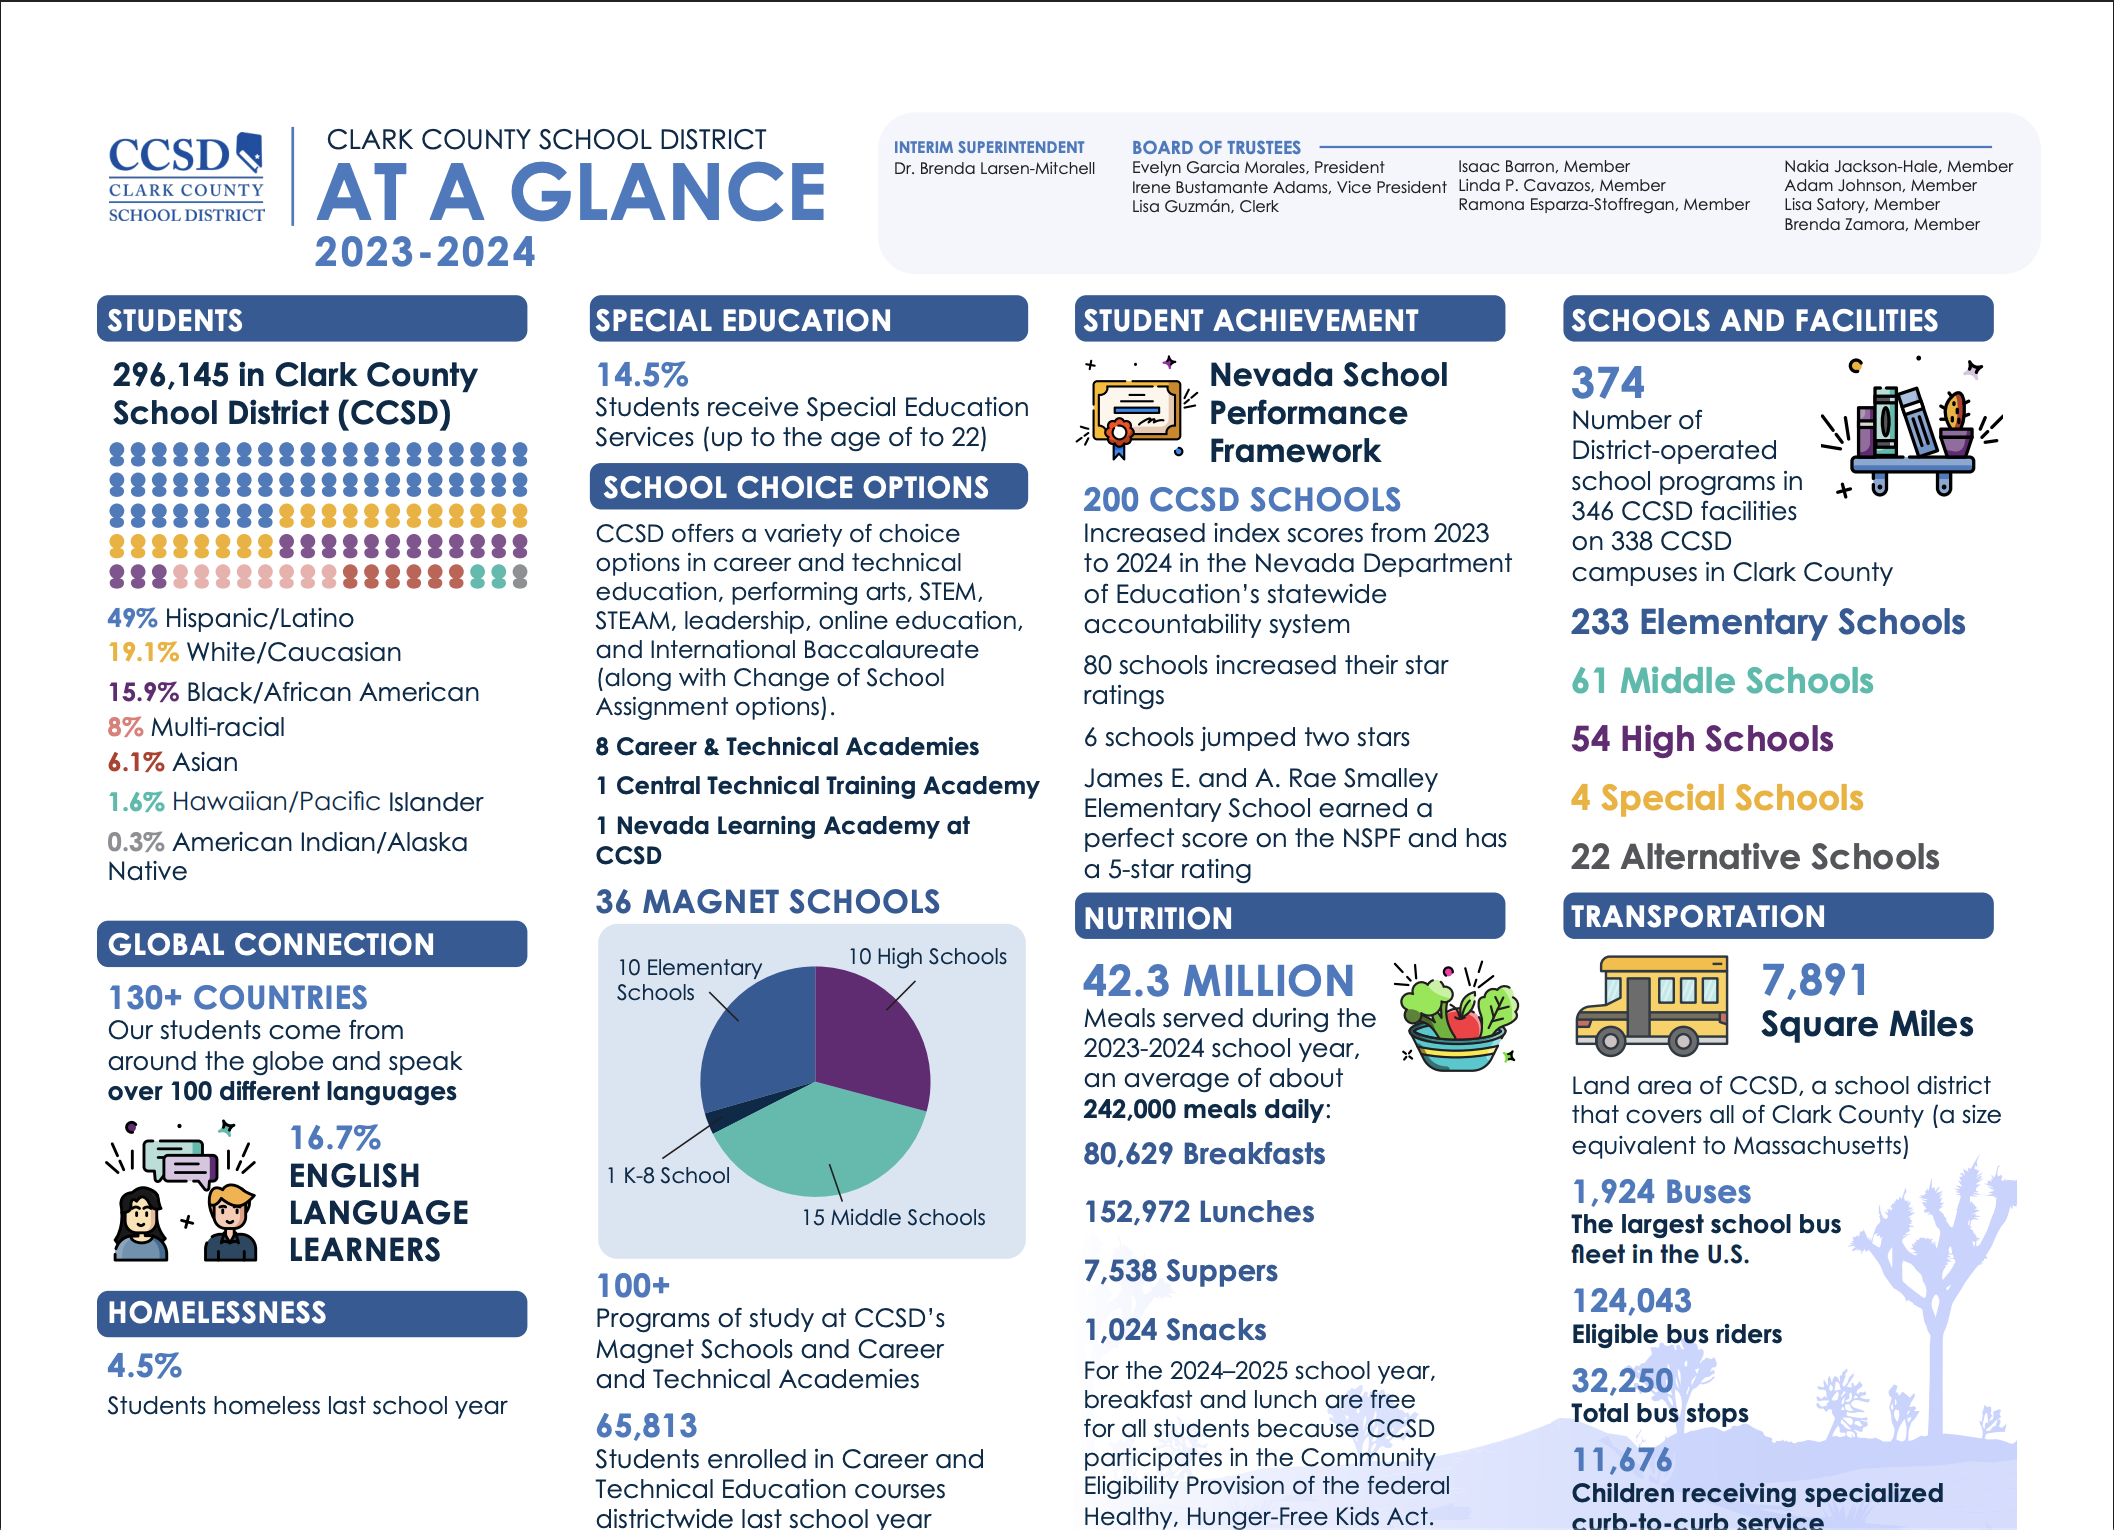 CCSD
CLARK COUNTY
SCHOOL DISTRICT
CLARK COUNTY SCHOOL DISTRICT
AT A GLANCE
2023-2024
INTERIM SUPERINTENDENT
Dr. Brenda Larsen-Mitchell
BOARD OF TRUSTEES
Evelyn Garcia Morales, President
Irene Bustamante Adams, Vice President
Lisa Guzmán, Clerk
Isaac Barron, Member
Linda P. Cavazos, Member
Ramona Esparza-Stoffregan, Member
Nakia Jackson-Hale, Member
Adam Johnson, Member
Lisa Satory, Member
Brenda Zamora, Member
STUDENTS
296,145 in Clark County
School District (CCSD)
49% Hispanic/Latino
19.1% White/Caucasian
15.9% Black/African American
8% Multi-racial
6.1% Asian
1.6% Hawaiian/Pacific Islander
0.3% American Indian/Alaska
Native
GLOBAL CONNECTION
130+ COUNTRIES
Our students come from
around the globe and speak
over 100 different languages
16.7%
ENGLISH
LANGUAGE
LEARNERS
HOMELESSNESS
4.5%
Students homeless last school year
SPECIAL EDUCATION
14.5%
Students receive Special Education
Services (up to the age of to 22)
SCHOOL CHOICE OPTIONS
CCSD offers a variety of choice
options in career and technical
education, performing arts, STEM,
STEAM, leadership, online education,
and International Baccalaureate
(along with Change of School
Assignment options).
8 Career & Technical Academies
1 Central Technical Training Academy
1 Nevada Learning Academy at
CCSD
36 MAGNET SCHOOLS
10 Elementary
Schools
10 High Schools
1 K-8 School
15 Middle Schools
100+
Programs of study at CCSD's
Magnet Schools and Career
and Technical Academies
65,813
Students enrolled in Career and
Technical Education courses
districtwide last school year
STUDENT ACHIEVEMENT
Nevada School
Performance
Framework
200 CCSD SCHOOLS
Increased index scores from 2023
to 2024 in the Nevada Department
of Education's statewide
accountability system
80 schools increased their star
ratings
6 schools jumped two stars
James E. and A. Rae Smalley
Elementary School earned a
perfect score on the NSPF and has
a 5-star rating
NUTRITION
42.3 MILLION
Meals served during the
2023-2024 school year,
an average of about
242,000 meals daily:
80,629 Breakfasts
152,972 Lunches
7,538 Suppers
1,024 Snacks
For the 2024–2025 school year,
breakfast and lunch are free
for all students because CCSD
participates in the Community
Eligibility Provision of the federal
Healthy, Hunger-Free Kids Act.
SCHOOLS AND FACILITIES
374
Number of
District-operated
school programs in
346 CCSD facilities
on 338 CCSD
campuses in Clark County
233 Elementary Schools
61 Middle Schools
54 High Schools
4 Special Schools
22 Alternative Schools
TRANSPORTATION
7,891
Square Miles
Land area of CCSD, a school district
that covers all of Clark County (a size
equivalent to Massachusetts)
1,924 Buses
The largest school bus
fleet in the U.S.
124,043
Eligible bus riders
32,250
Total bus stops
11,676
Children receiving specialized
curb-to-curb service